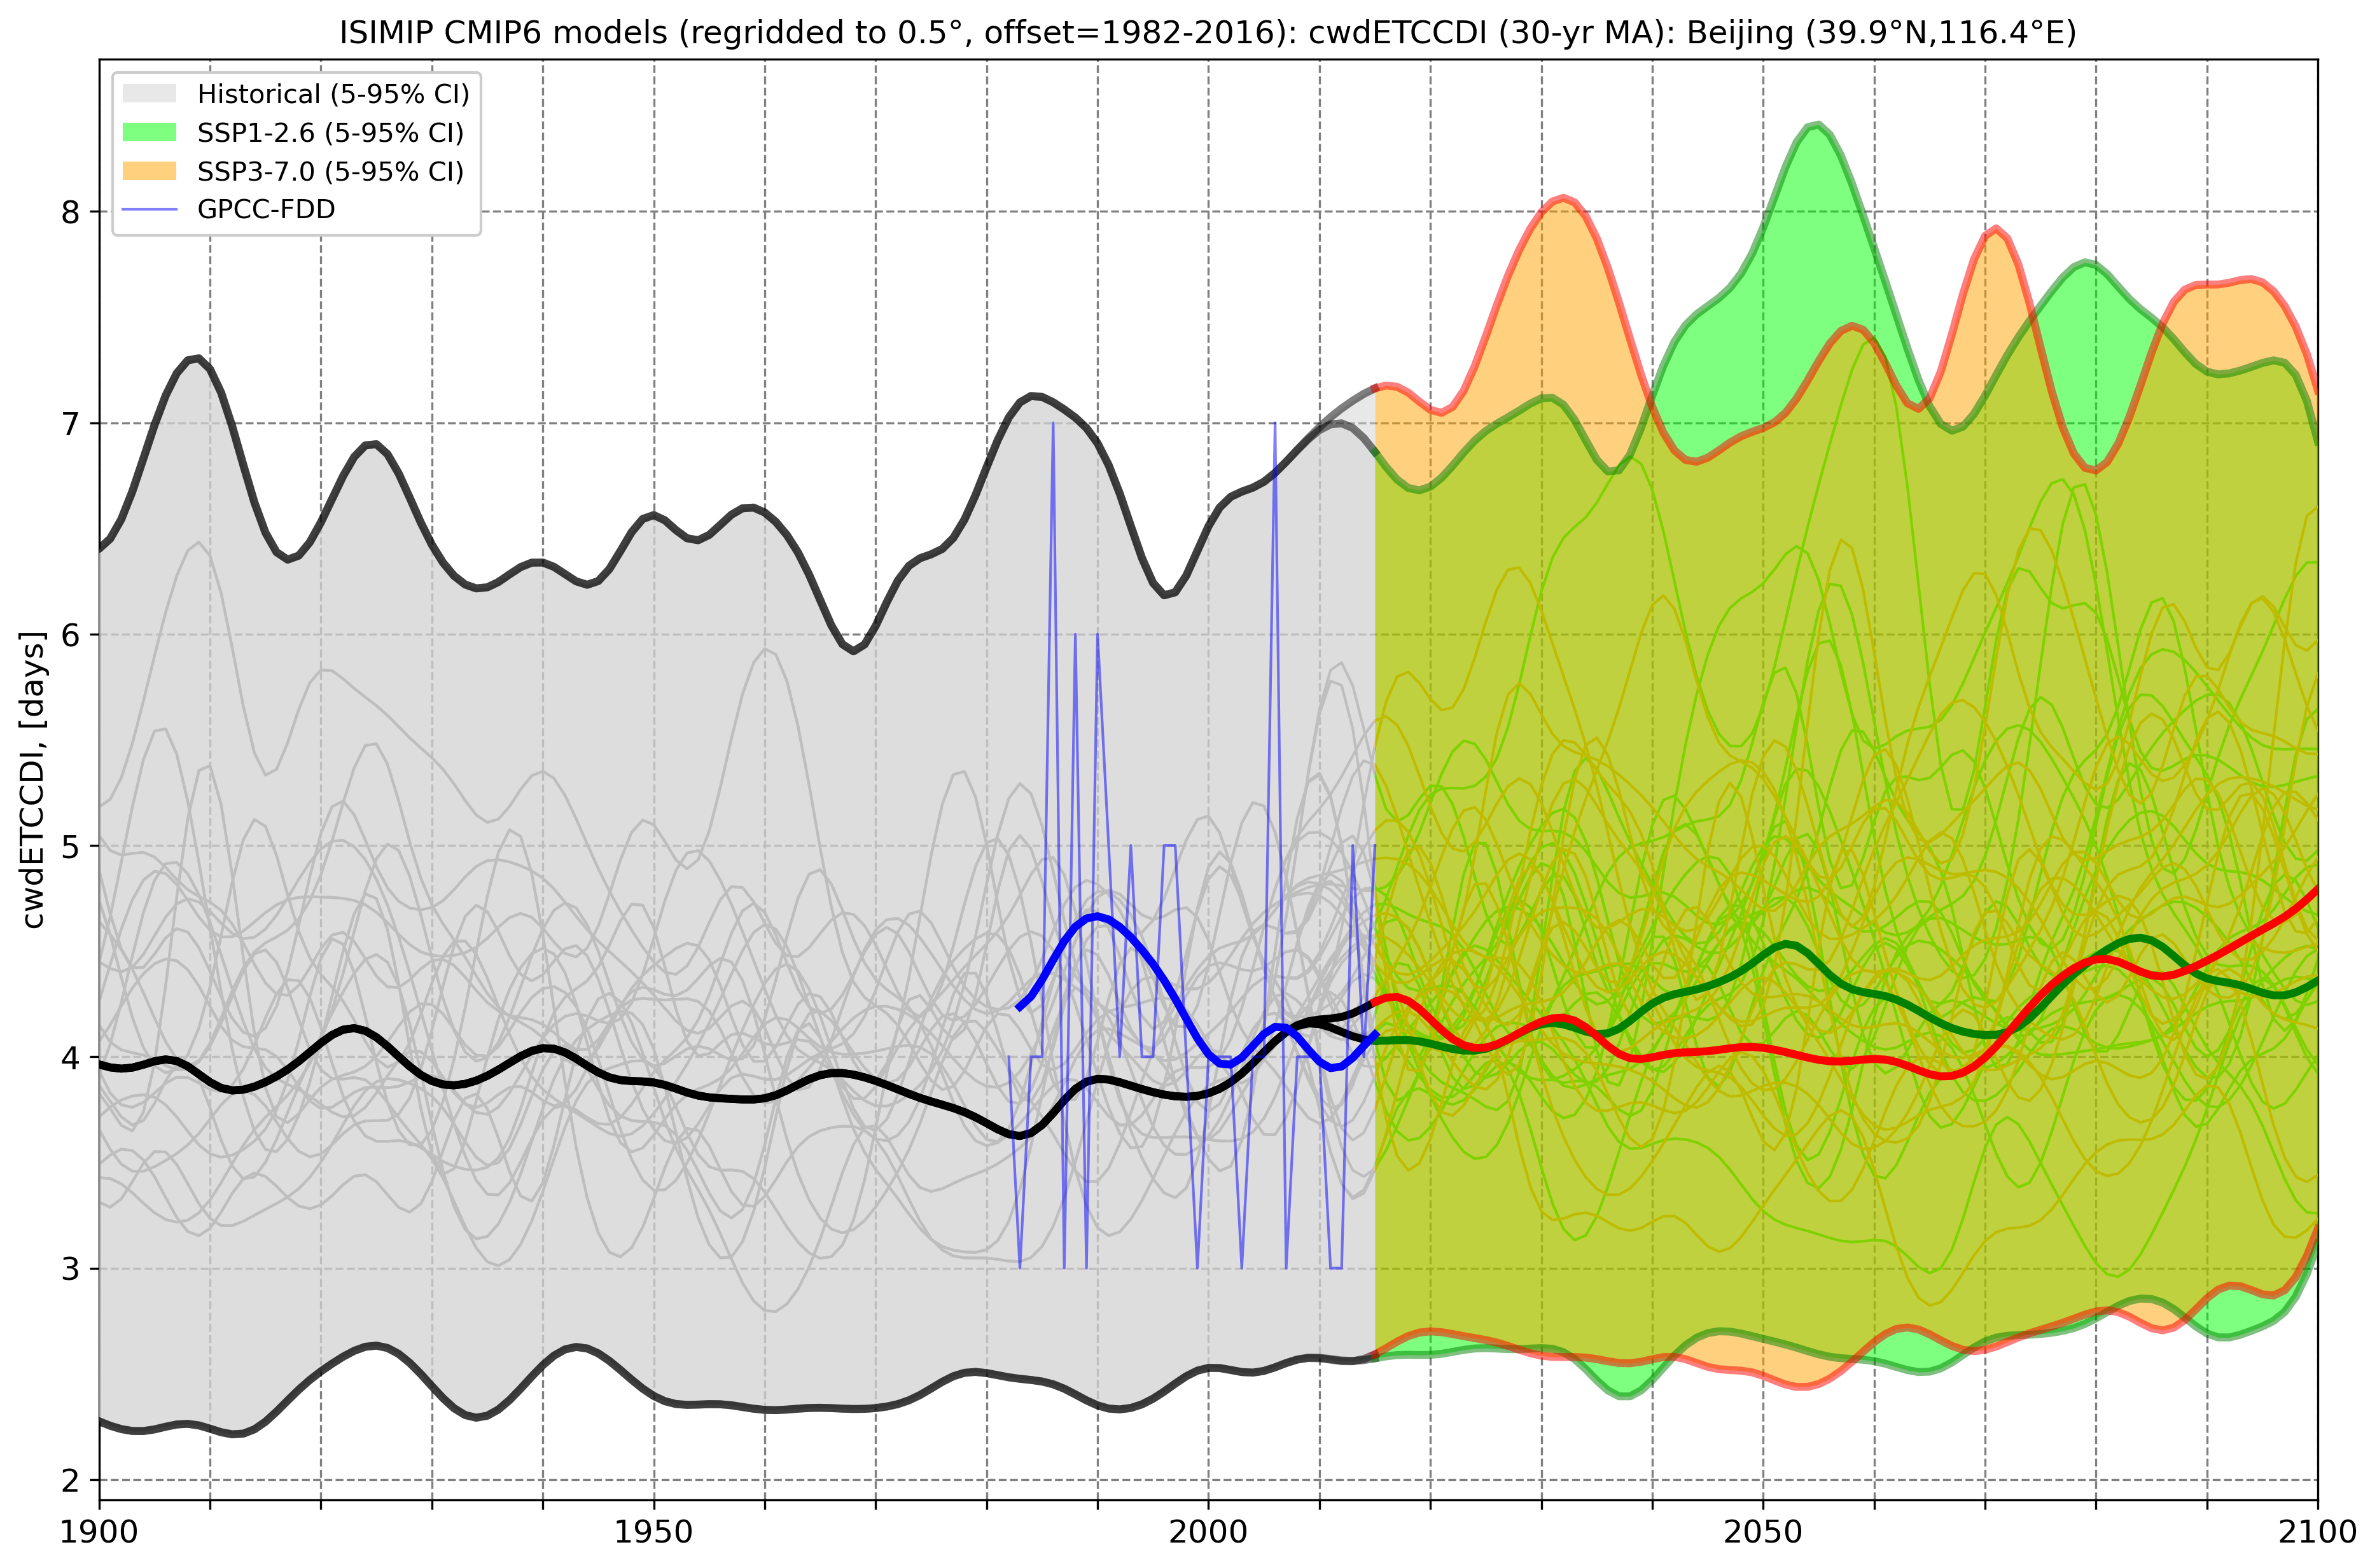 ISIMIP CMIP6 models (regridded to 0.5°, offset=1982-2016): cwdETCCDI (30-yr MA): Beijing (39.9°N,116.4°E)
Historical (5-95% CI)
SSP1-2.6 (5-95% CI)
SSP3-7.0 (5-95% CI)
GPCC-FDD
cwdETCCDI, [days]
8
7
6
5
4
3
2
1900
1950
2000
2050
2100